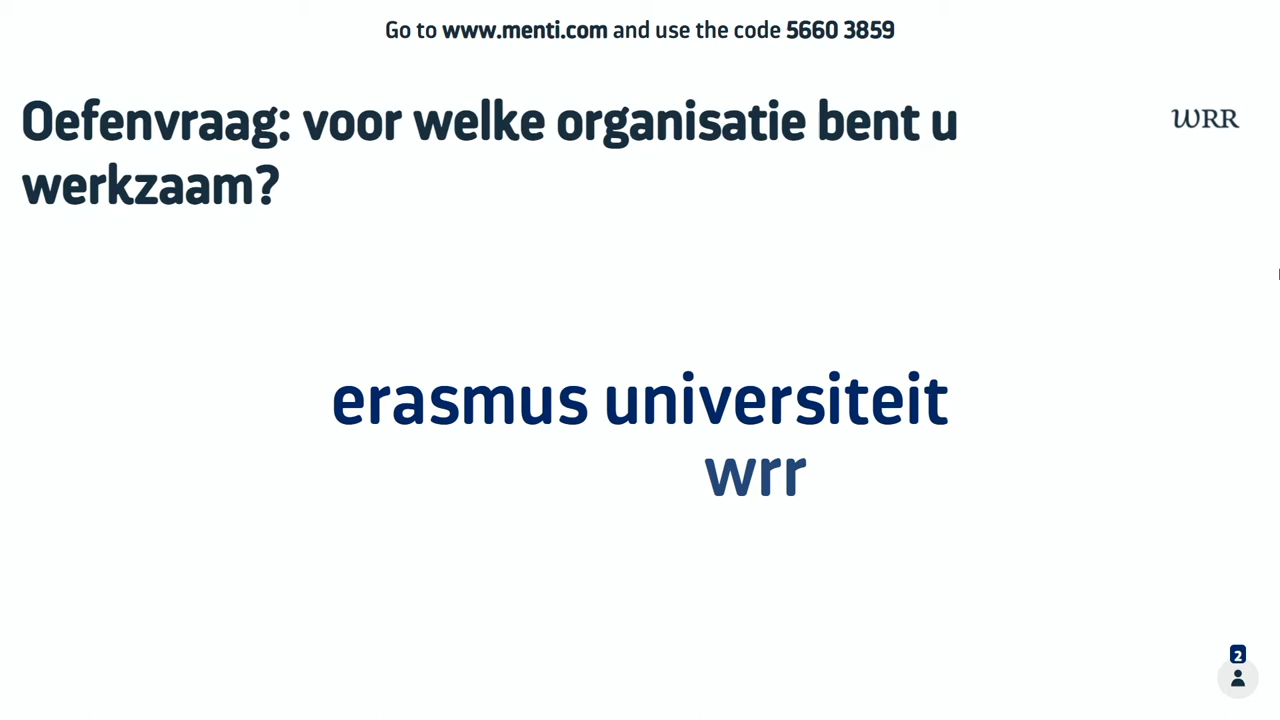 Go to www.menti.com and use the code 5660 3859
Oefenvraag: voor welke organisatie bent u
werkzaam?
WRR
erasmus universiteit
wrr
2